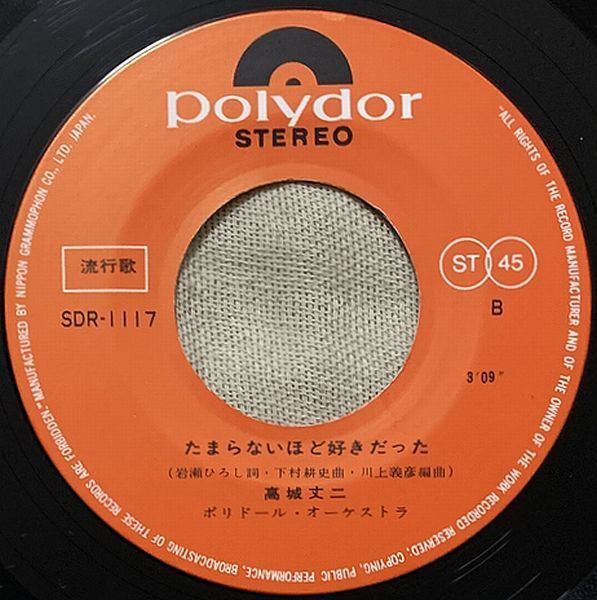 polydor
STEREO
流行歌
SDR-1117
ST 45
B
3'09"
たまらないほど好きだった
(岩瀬ひろし詞・下村耕史曲・川上義彦編曲)
高城丈二
ポリドール・オーケストラ
"ALL RIGHTS OF THE RECORD MANUFACTURER AND OF THE OWNER OF THE WORK RECORDED RESERVED; COPYING, PUBLIC PERFORMANCE, BROADCASTING OF THESE RECORDS ARE FORBIDDEN." MANUFACTURED BY NIPPON GRAMMOPHON CO., LTD. JAPAN.